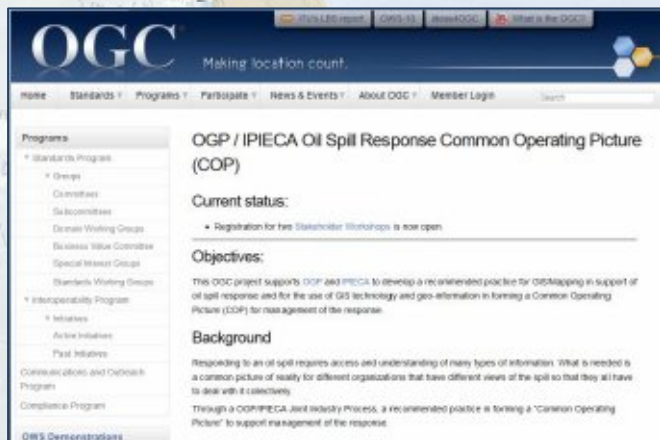 ITU's LBS report OWS-10 ideas4OGC What is the OGC?
OGC
Making location count.
Home Standards Programs Participate News & Events About OGC Member Login Search
Programs
Standards Program
Groups
Committees
Subcommittees
Domain Working Groups
Business Value Committee
Special Interest Groups
Standards Working Groups
Interoperability Program
Initiatives
Active Initiatives
Past Initiatives
Communications and Outreach
Program
Compliance Program
OWS Demonstrations
OGP / IPIECA Oil Spill Response Common Operating Picture
(COP)
Current status:
• Registration for two Stakeholder Workshops is now open.
Objectives:
This OGC project supports OGP and IPIECA to develop a recommended practice for GIS/Mapping in support of
oil spill response and for the use of GIS technology and geo-information in forming a Common Operating
Picture (COP) for management of the response.
Background
Responding to an oil spill requires access and understanding of many types of information. What is needed is
a common picture of reality for different organizations that have different views of the spill so that they all have
to deal with it collectively.
Through a OGP/IPIECA Joint Industry Process, a recommended practice in forming a "Common Operating
Picture" to support management of the response.